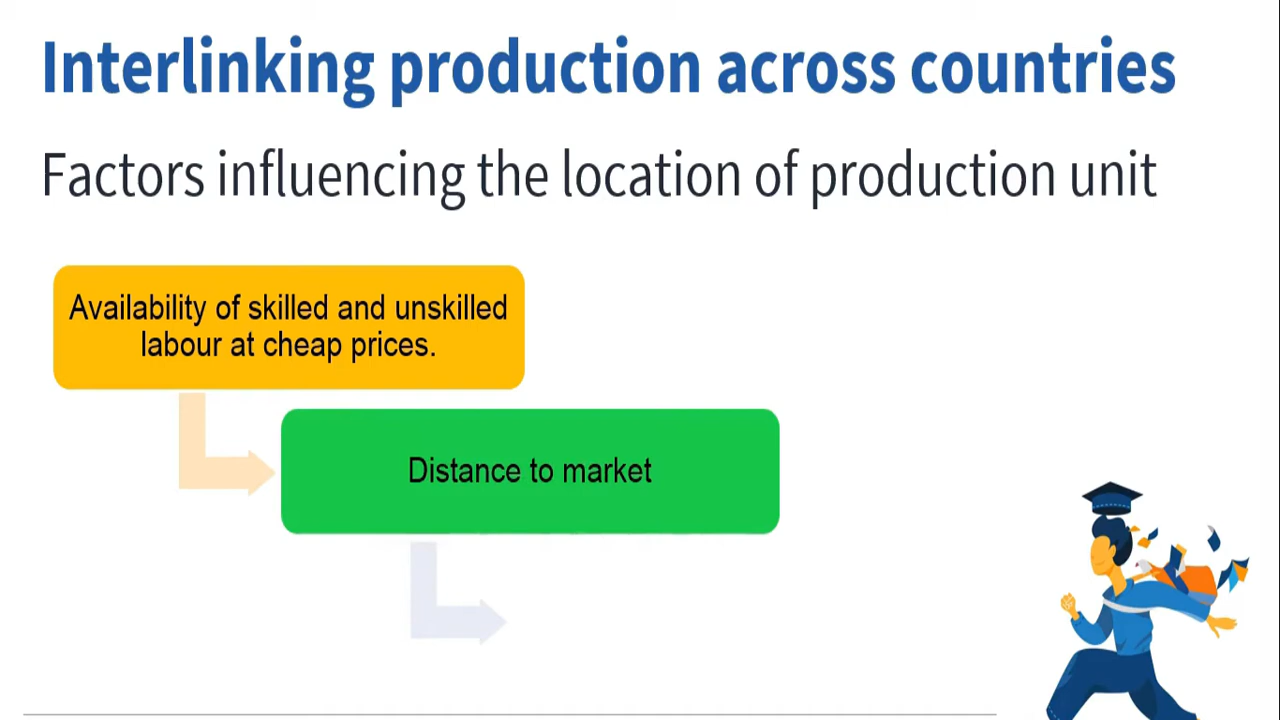 Interlinking production across countries
Factors influencing the location of production unit
Availability of skilled and unskilled
labour at cheap prices.
Distance to market